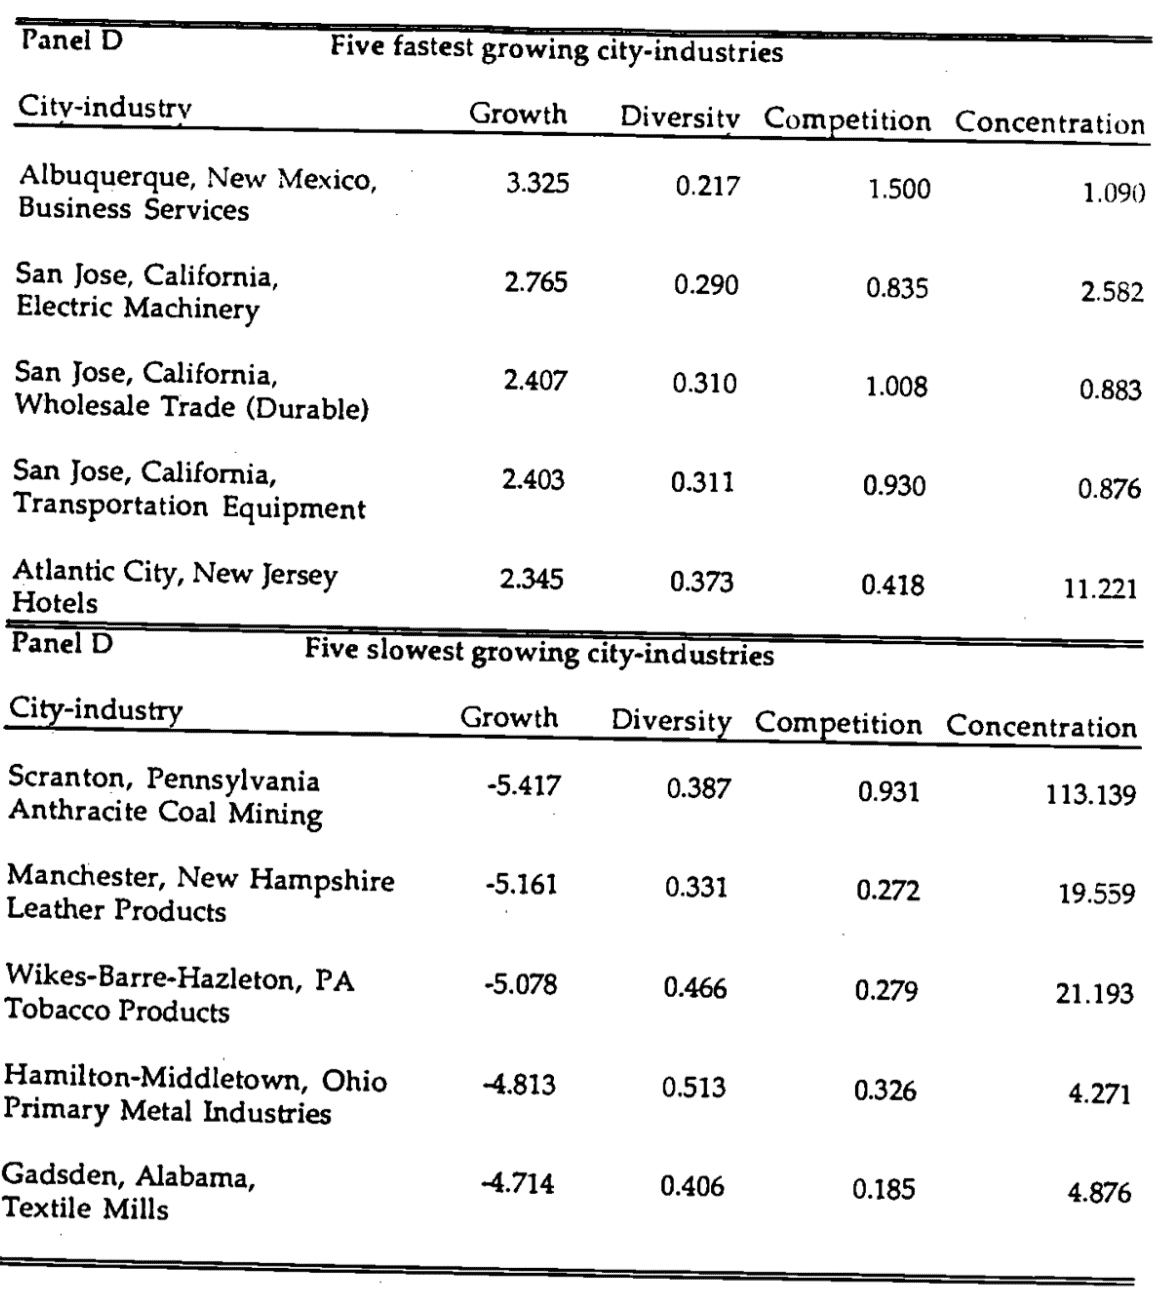 Panel D Five fastest growing city-industries
City-industry Growth Diversity Competition Concentration
Albuquerque, New Mexico, 3.325 0.217 1.500 1.090
Business Services
San Jose, California, 2.765 0.290 0.835 2.582
Electric Machinery
San Jose, California, 2.407 0.310 1.008 0.883
Wholesale Trade (Durable)
San Jose, California, 2.403 0.311 0.930 0.876
Transportation Equipment
Atlantic City, New Jersey 2.345 0.373 0.418 11.221
Hotels
Panel D Five slowest growing city-industries
City-industry Growth Diversity Competition Concentration
Scranton, Pennsylvania -5.417 0.387 0.931 113.139
Anthracite Coal Mining
Manchester, New Hampshire -5.161 0.331 0.272 19.559
Leather Products
Wikes-Barre-Hazleton, PA -5.078 0.466 0.279 21.193
Tobacco Products
Hamilton-Middletown, Ohio -4.813 0.513 0.326 4.271
Primary Metal Industries
Gadsden, Alabama, -4.714 0.406 0.185 4.876
Textile Mills